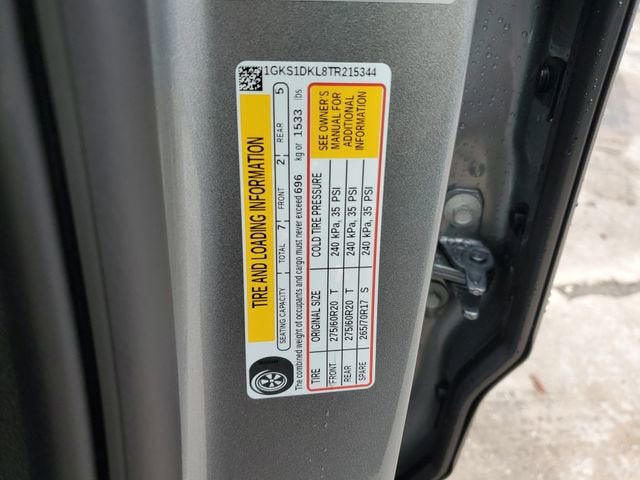 1GKS1DKL8TR215344
TIRE AND LOADING INFORMATION
SEATING CAPACITY TOTAL 7 FRONT 2 REAR 5
The combined weight of occupants and cargo must never exceed 696 kg or 1533 lbs
TIRE ORIGINAL SIZE COLD TIRE PRESSURE
FRONT 275/60R20 T 240 kPa, 35 PSI
REAR 275/60R20 T 240 kPa, 35 PSI
SPARE 265/70R17 S 240 kPa, 35 PSI
SEE OWNER'S
MANUAL FOR
ADDITIONAL
INFORMATION